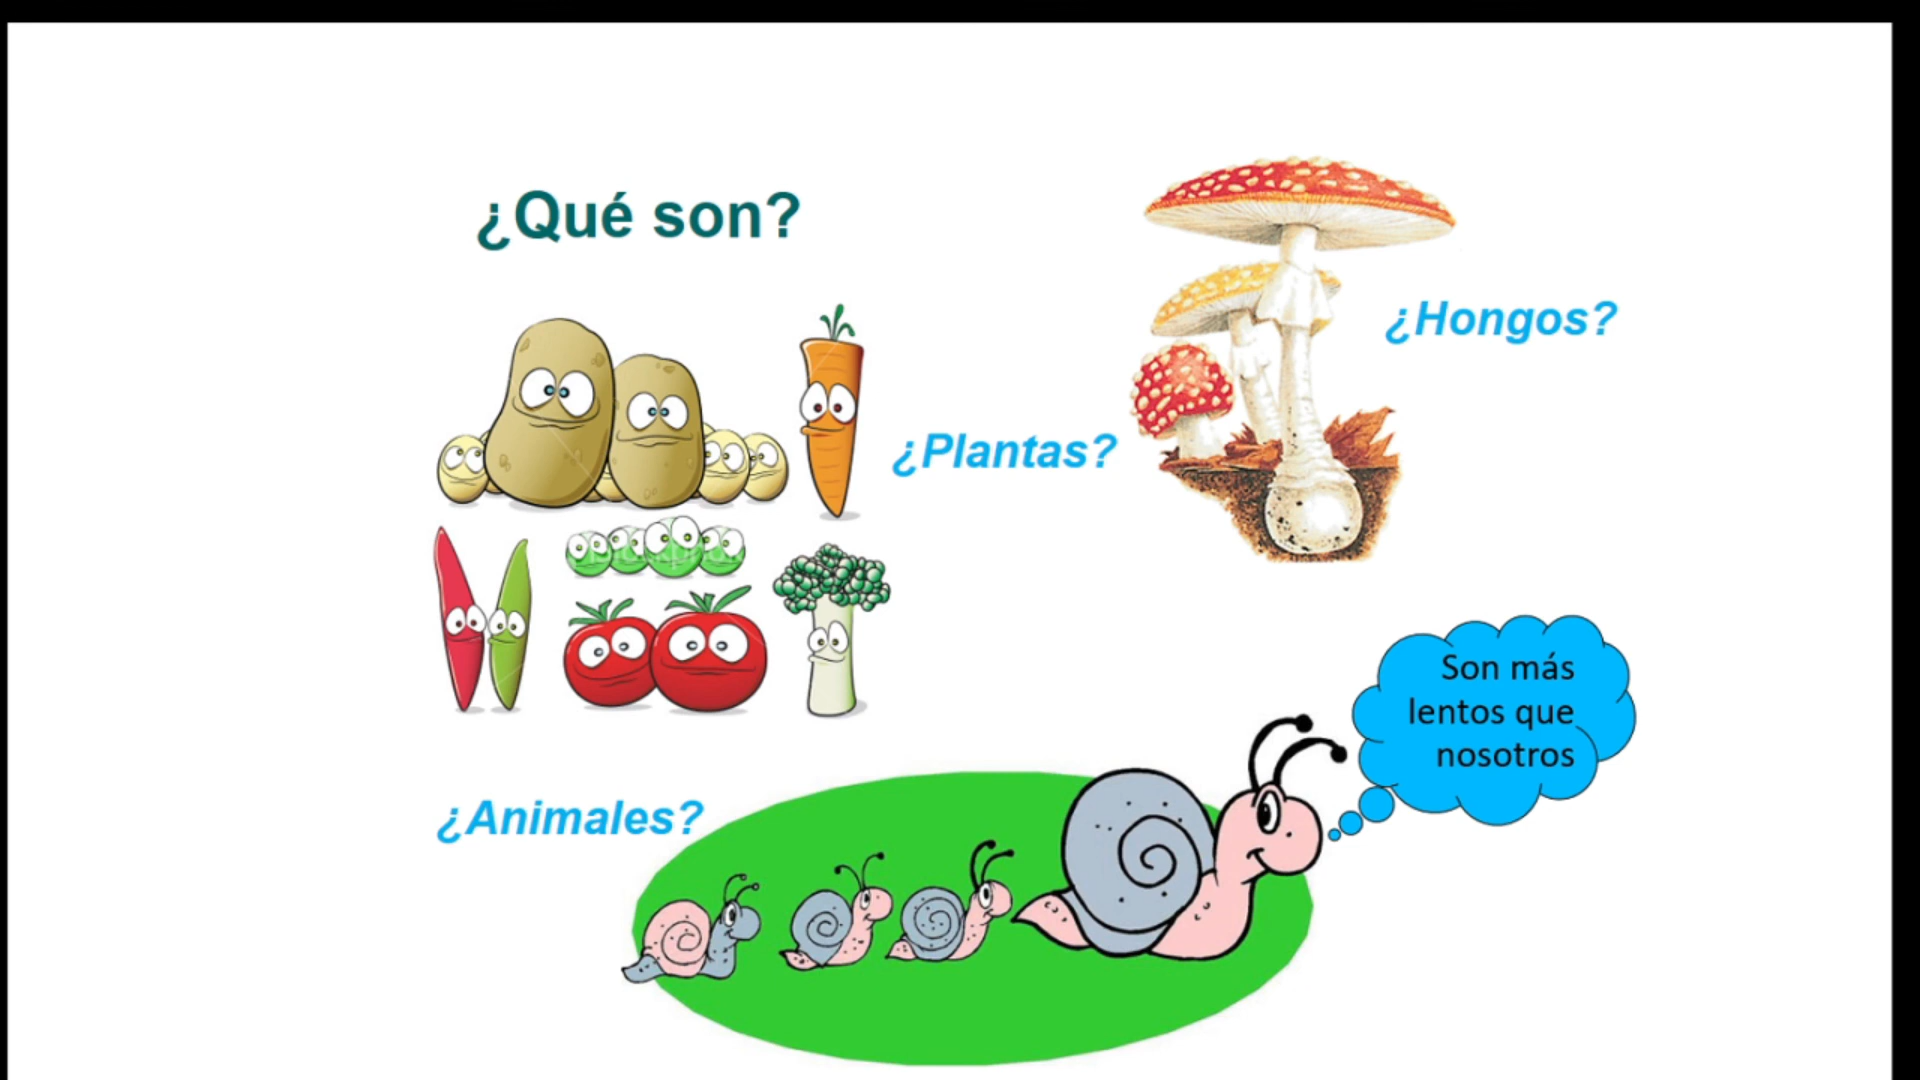 ¿Qué son?
¿Hongos?
¿Plantas?
¿Animales?
Son más
lentos que
nosotros